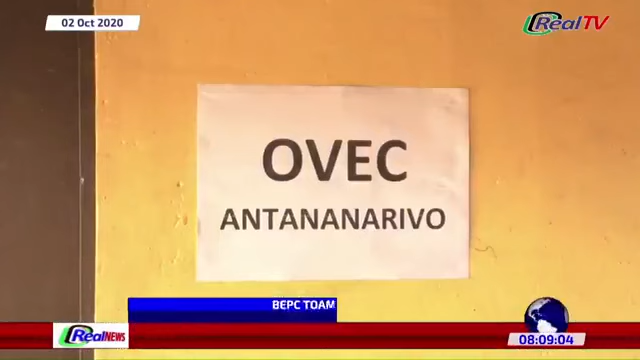 02 Oct 2020
RealTV
OVEC
ANTANANARIVO
BEPC TOAM
RealNEWS
08:09:04